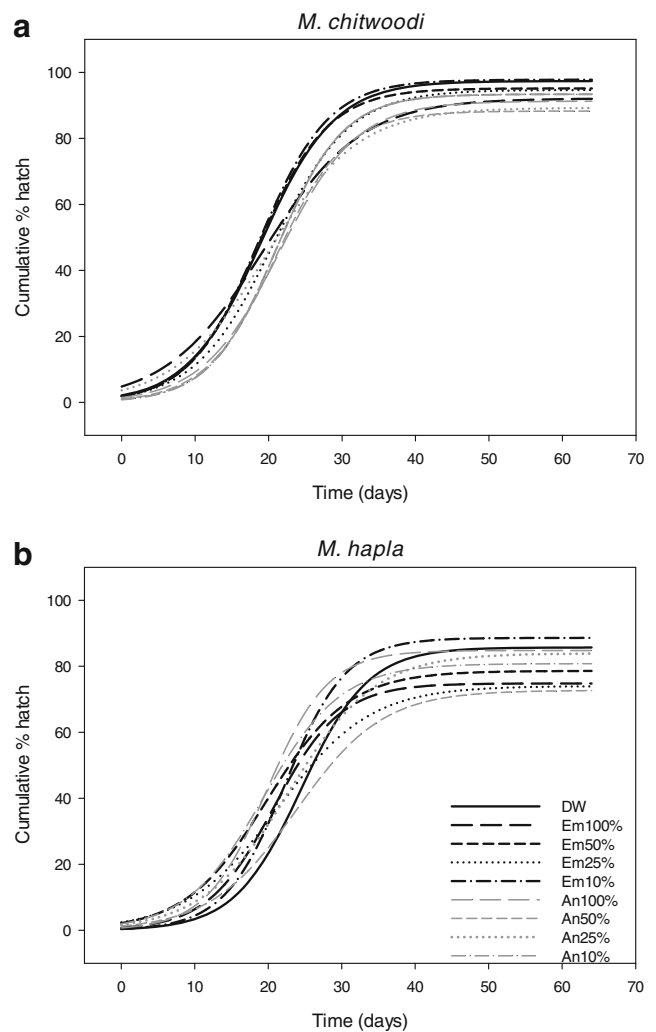 a
M. chitwoodi
100
80
60
40
20
0
Cumulative % hatch
0 10 20 30 40 50 60 70
Time (days)
b
M. hapla
100
80
60
40
20
0
Cumulative % hatch
DW
Em100%
Em50%
Em25%
Em10%
An100%
An50%
An25%
An10%
0 10 20 30 40 50 60 70
Time (days)